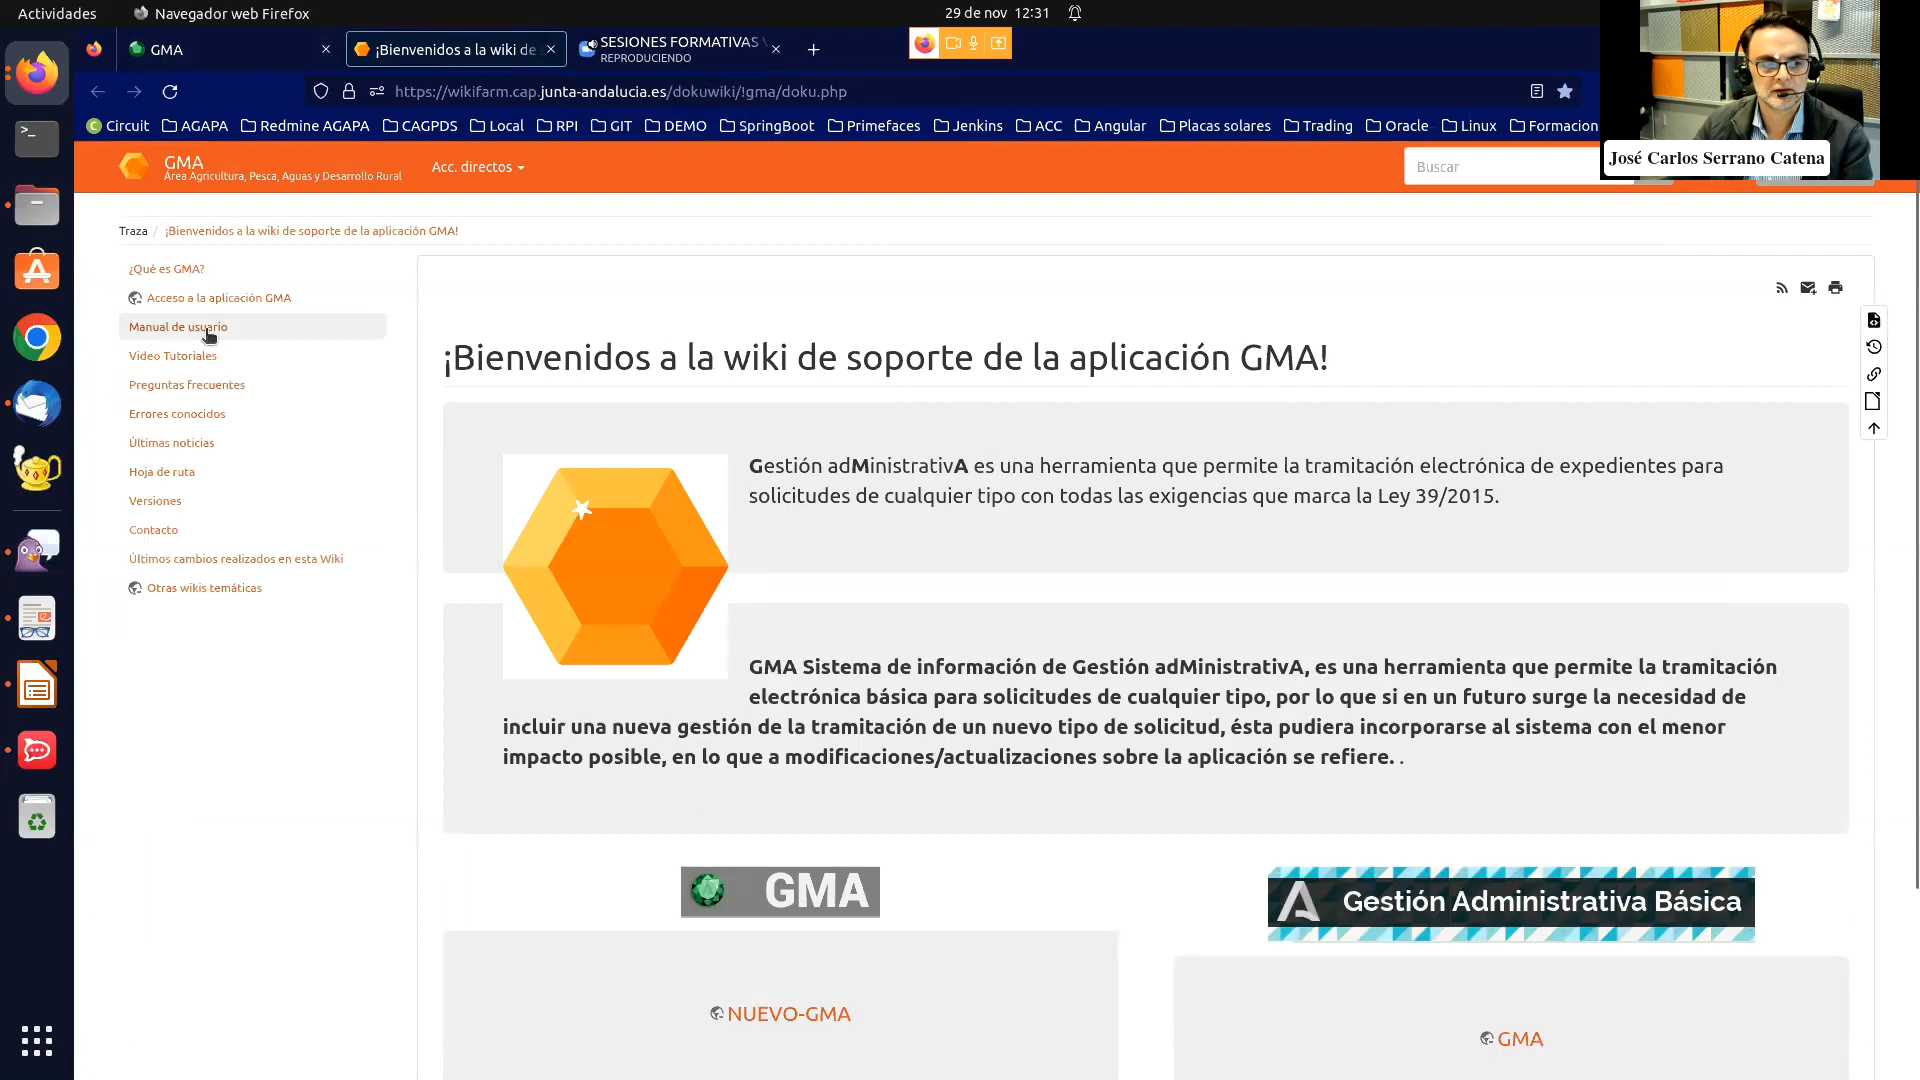 Actividades
Navegador web Firefox
29 de nov 12:31
GMA
¡Bienvenidos a la wiki de
SESIONES FORMATIVAS
REPRODUCIENDO
https://wikifarm.cap.junta-andalucia.es/dokuwiki/!gma/doku.php
Circuit
AGAPA
Redmine AGAPA
CAGPDS
Local
RPI
GIT
DEMO
SpringBoot
Primefaces
Jenkins
ACC
Angular
Placas solares
Trading
Oracle
Linux
Formacion
José Carlos Serrano Catena
GMA
Área Agricultura, Pesca, Aguas y Desarrollo Rural
Acc. directos
Buscar
Traza / ¡Bienvenidos a la wiki de soporte de la aplicación GMA!
¿Qué es GMA?
Acceso a la aplicación GMA
Manual de usuario
Video Tutoriales
Preguntas frecuentes
Errores conocidos
Últimas noticias
Hoja de ruta
Versiones
Contacto
Últimos cambios realizados en esta Wiki
Otras wikis temáticas
¡Bienvenidos a la wiki de soporte de la aplicación GMA!
Gestión adMinistrativA es una herramienta que permite la tramitación electrónica de expedientes para
solicitudes de cualquier tipo con todas las exigencias que marca la Ley 39/2015.
GMA Sistema de información de Gestión adMinistrativA, es una herramienta que permite la tramitación
electrónica básica para solicitudes de cualquier tipo, por lo que si en un futuro surge la necesidad de
incluir una nueva gestión de la tramitación de un nuevo tipo de solicitud, ésta pudiera incorporarse al sistema con el menor
impacto posible, en lo que a modificaciones/actualizaciones sobre la aplicación se refiere. .
GMA
Gestión Administrativa Básica
NUEVO-GMA
GMA